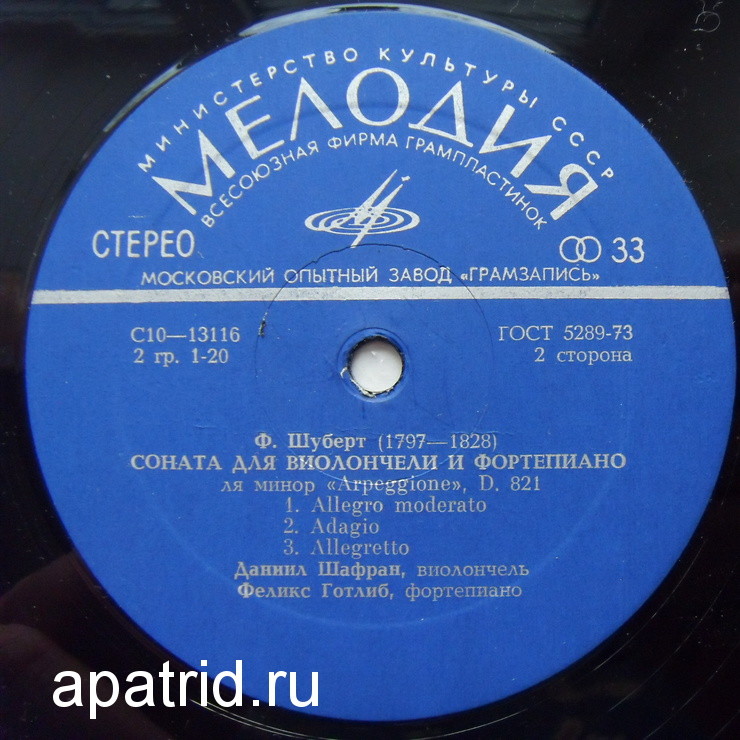 МИНИСТЕРСТВО КУЛЬТУРЫ СССР
МЕЛОДИЯ
ВСЕСОЮЗНАЯ ФИРМА ГРАМПЛАСТИНОК
СТЕРЕО
33
МОСКОВСКИЙ ОПЫТНЫЙ ЗАВОД «ГРАМЗАПИСЬ»
С10—13116
ГОСТ 5289-73
2 гр. 1-20
2 сторона
Ф. Шуберт (1797—1828)
СОНАТА ДЛЯ ВИОЛОНЧЕЛИ И ФОРТЕПИАНО
ля минор «Arpeggione», D. 821
1. Allegro moderato
2. Adagio
3. Allegretto
Даниил Шафран, виолончель
Феликс Готлиб, фортепиано
apatrid.ru